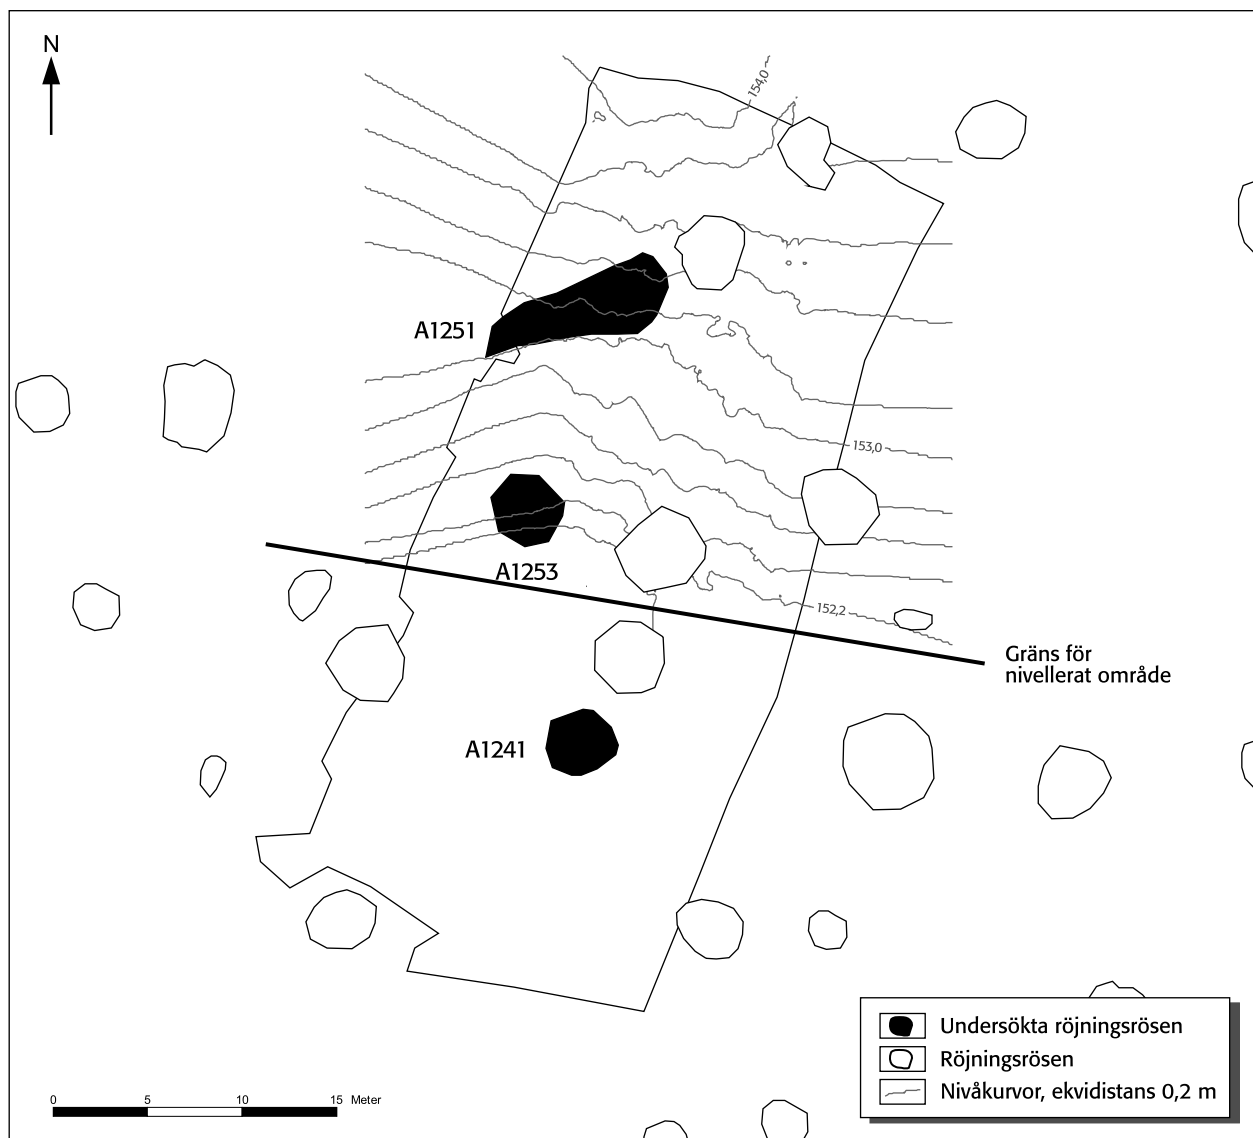 N
154,0
A1251
153,0
A1253
152,2
Gräns för
nivellerat område
A1241
Undersökta röjningsrösen
Röjningsrösen
Nivåkurvor, ekvidistans 0,2 m
0 5 10 15 Meter